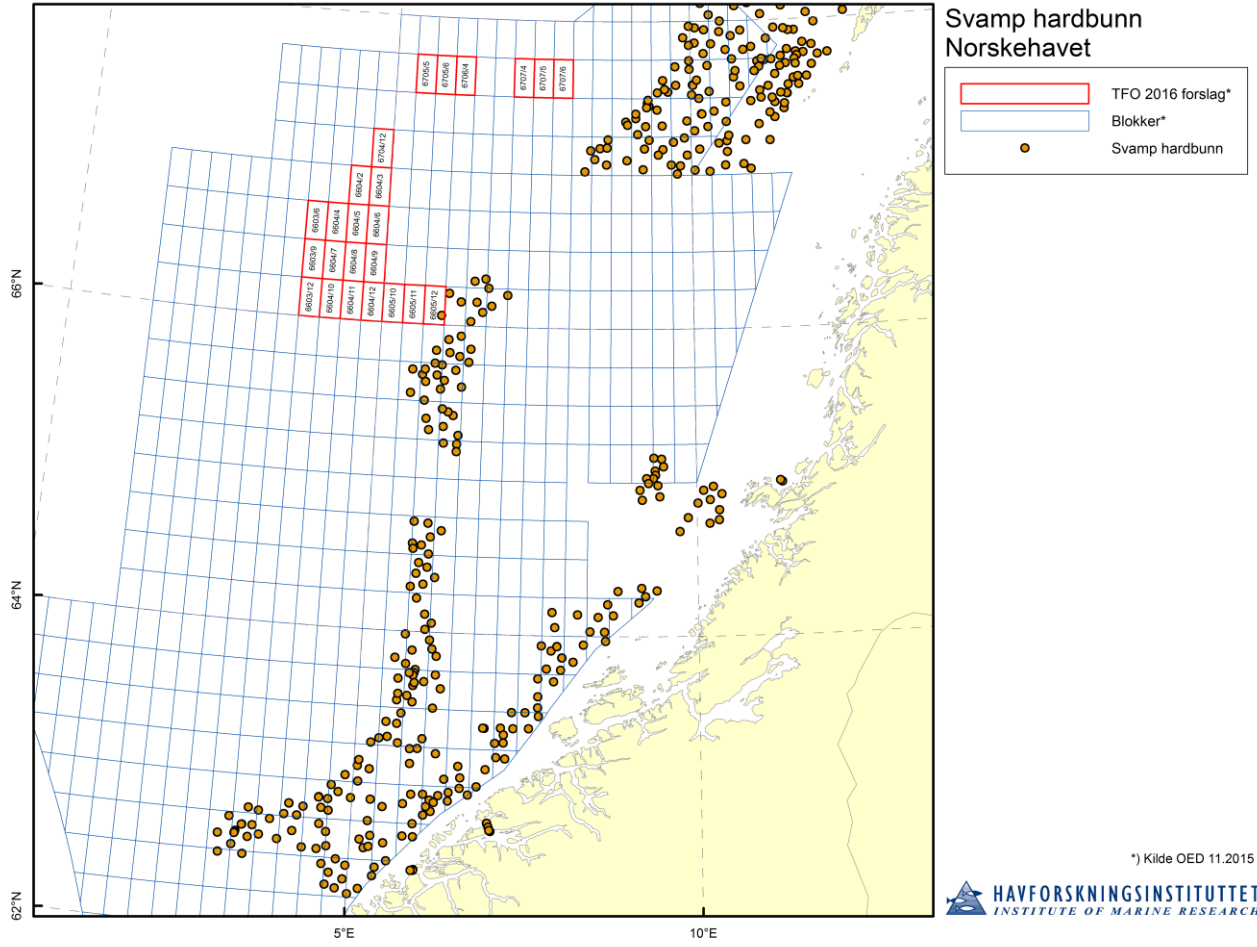 Svamp hardbunn
Norskehavet
TFO 2016 forslag*
Blokker*
Svamp hardbunn
6705/5
6705/6
6706/4
6707/4
6707/5
6707/6
6704/12
6604/2
6604/3
6603/6
6604/4
6604/5
6604/6
6603/9
6604/7
6604/8
6604/9
6603/12
6604/10
6604/11
6604/12
6605/10
6605/11
6605/12
66°N
64°N
62°N
5°E
10°E
*) Kilde OED 11.2015
HAVFORSKNINGSINSTITUTTET
INSTITUTE OF MARINE RESEARCH